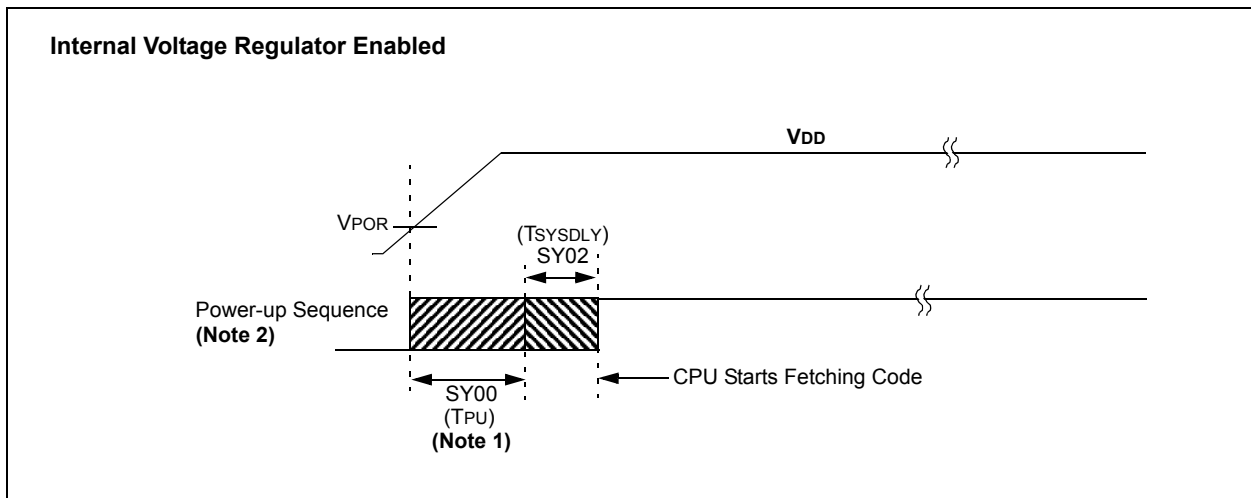 Internal Voltage Regulator Enabled
VDD
VPOR
(TSYSDLY)
SY02
Power-up Sequence
(Note 2)
CPU Starts Fetching Code
SY00
(TPU)
(Note 1)